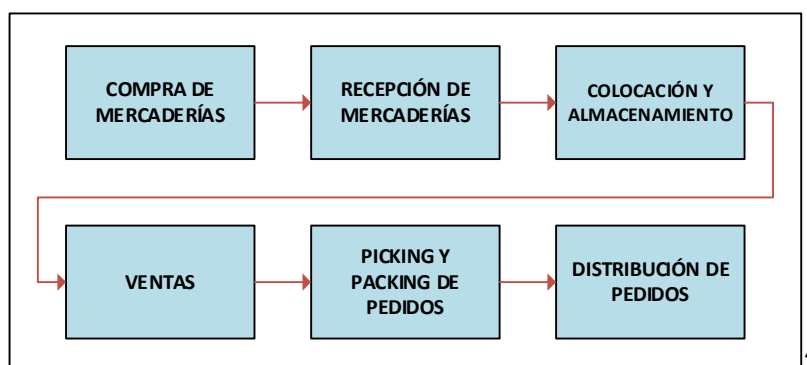 COMPRA DE
MERCADERÍAS
RECEPCIÓN DE
MERCADERÍAS
COLOCACIÓN Y
ALMACENAMIENTO
VENTAS
PICKING Y
PACKING DE
PEDIDOS
DISTRIBUCIÓN DE
PEDIDOS